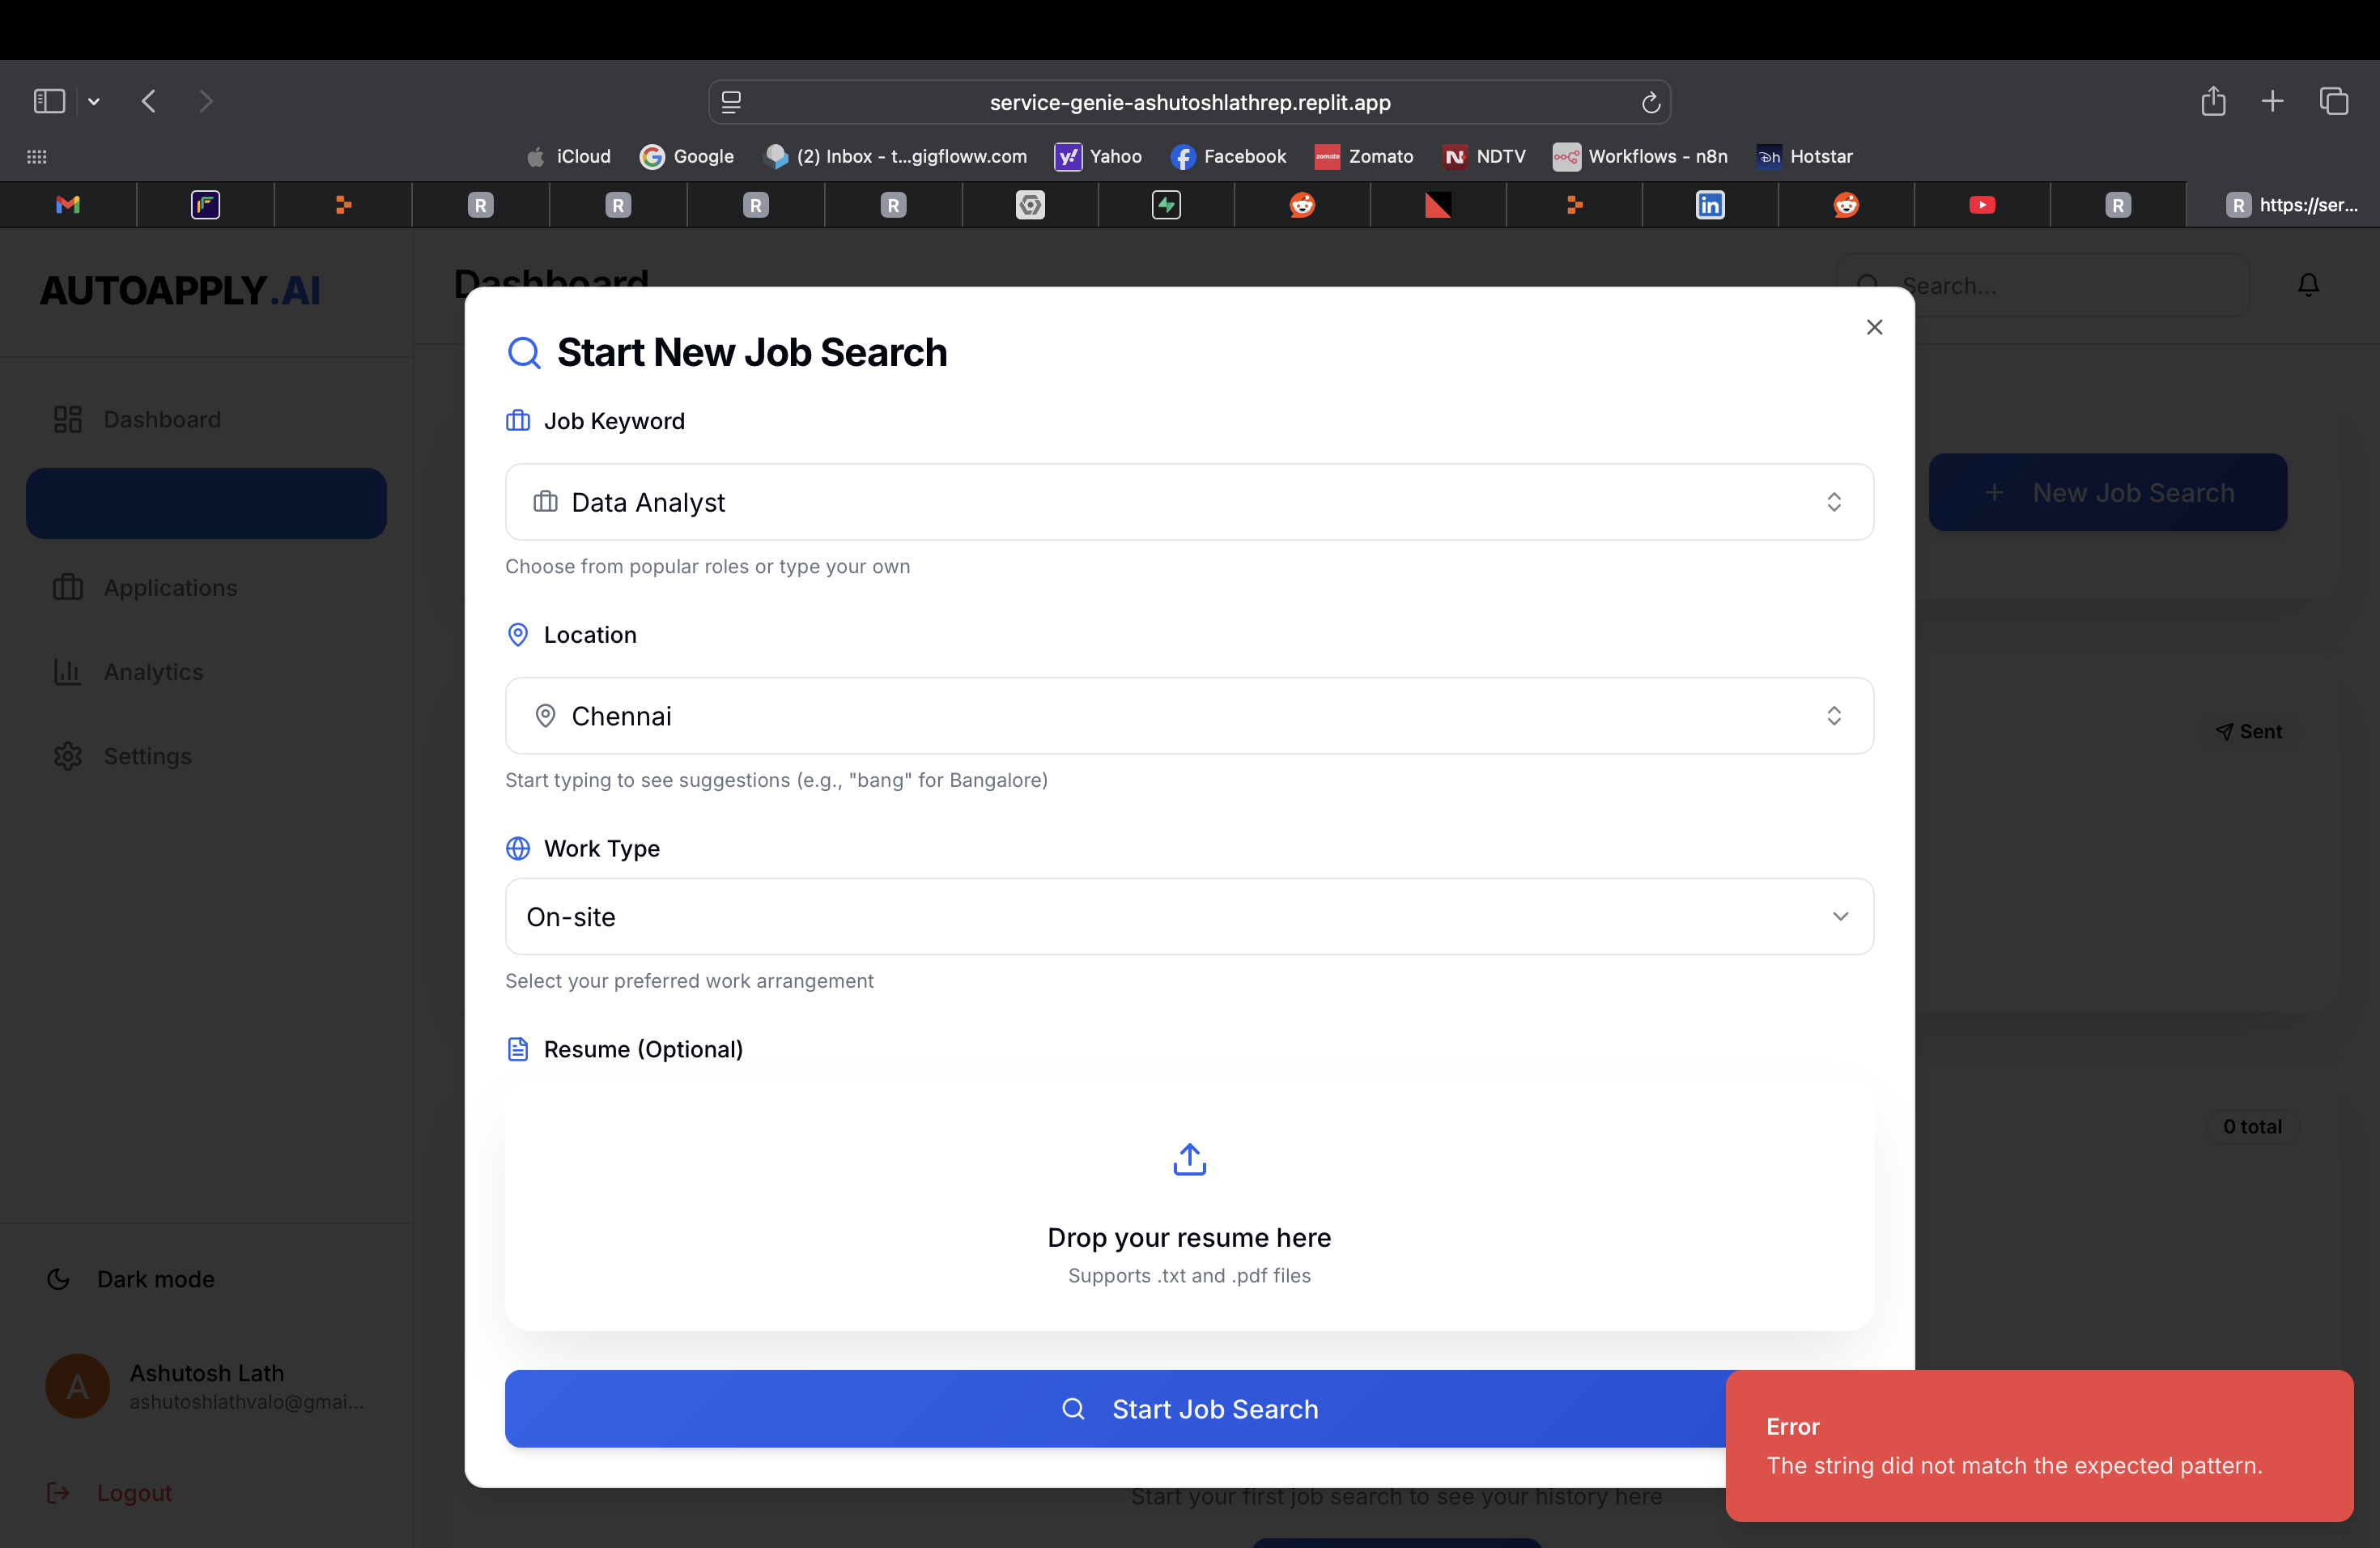 service-genie-ashutoshlathrep.replit.app
iCloud
Google
(2) Inbox - t...gigfloww.com
y!
Yahoo
Facebook
zomato
Zomato
N
NDTV
Workflows - n8n
Hotstar
R
R
R
R
in
R
R
https://ser...
AUTOAPPLY.AI
Dashboard
Search...
Dashboard
Applications
Analytics
Settings
New Job Search
Sent
0 total
Start New Job Search
Job Keyword
Data Analyst
Choose from popular roles or type your own
Location
Chennai
Start typing to see suggestions (e.g., "bang" for Bangalore)
Work Type
On-site
Select your preferred work arrangement
Resume (Optional)
Drop your resume here
Supports .txt and .pdf files
Start Job Search
Start your first job search to see your history here
Error
The string did not match the expected pattern.
Dark mode
A
Ashutosh Lath
ashutoshlathvalo@gmai...
Logout